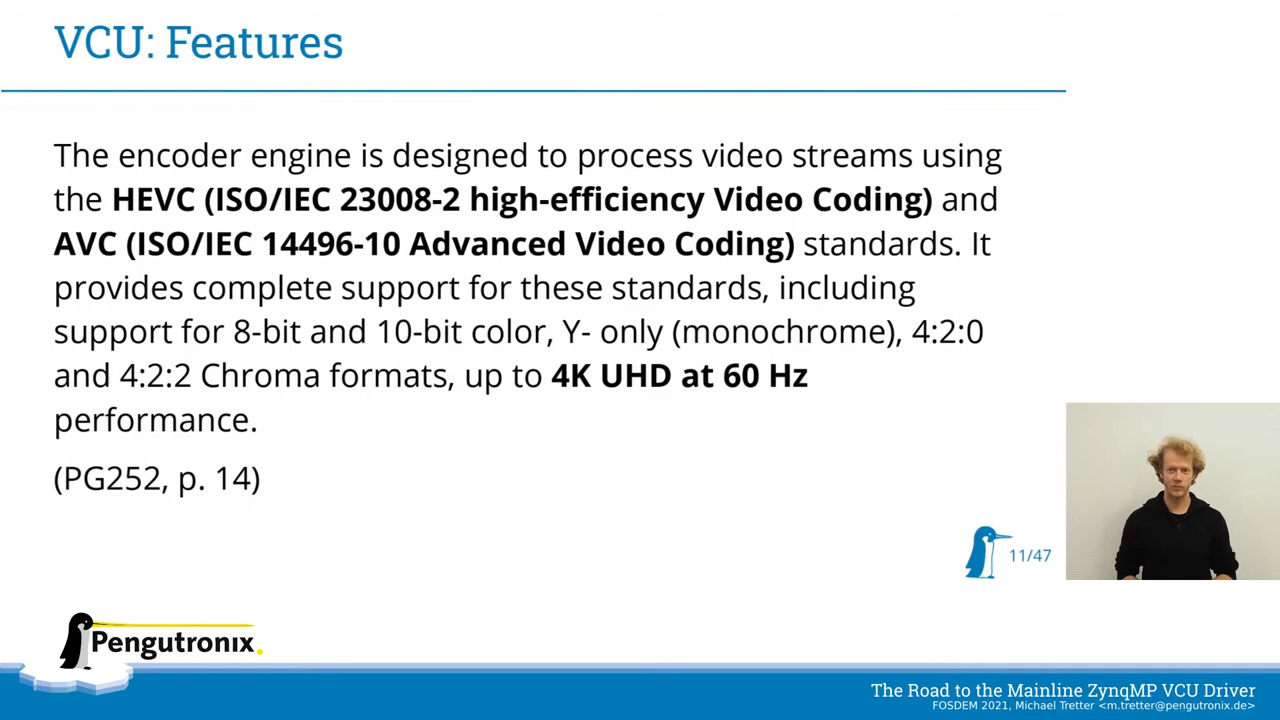 VCU: Features
The encoder engine is designed to process video streams using
the HEVC (ISO/IEC 23008-2 high-efficiency Video Coding) and
AVC (ISO/IEC 14496-10 Advanced Video Coding) standards. It
provides complete support for these standards, including
support for 8-bit and 10-bit color, Y- only (monochrome), 4:2:0
and 4:2:2 Chroma formats, up to 4K UHD at 60 Hz
performance.
(PG252, p. 14)
11/47
Pengutronix
The Road to the Mainline ZynqMP VCU Driver
FOSDEM 2021, Michael Tretter <m.tretter@pengutronix.de>